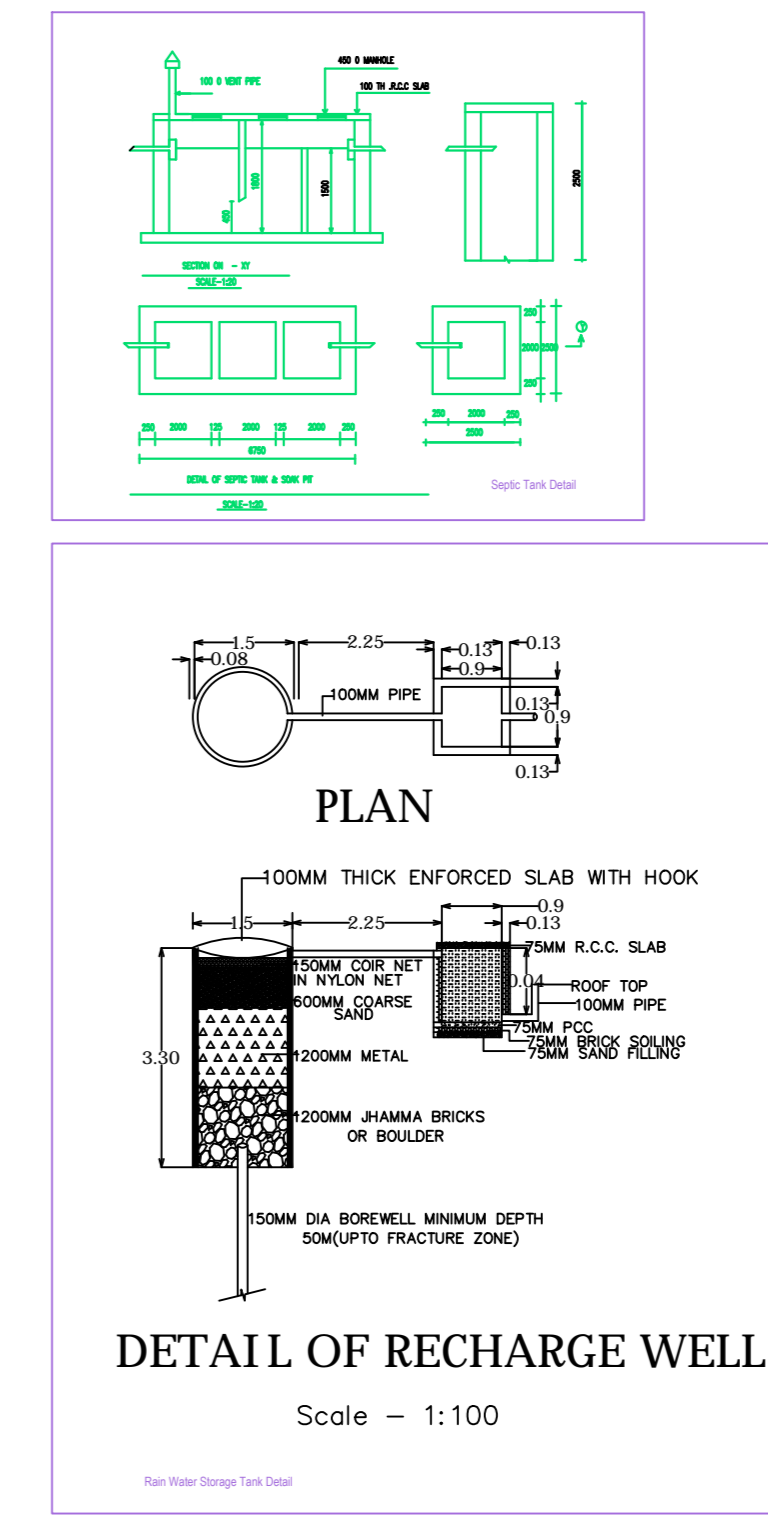 450 O MANHOLE
100 O VENT PIPE
100 TH .R.C.C SLAB
1800
1500
450
2500
SECTION ON - XY
SCALE-1:20
250
2000 2500
250
Y
250 2000 125 2000 125 2000 250
6750
250 2000 250
2500
DETAIL OF SEPTIC TANK & SOAK PIT
SCALE-1:20
Septic Tank Detail
1.5
2.25
0.13
0.13
0.08
0.9
100MM PIPE
0.13
0.9
0.13
PLAN
100MM THICK ENFORCED SLAB WITH HOOK
0.9
1.5
2.25
0.13
75MM R.C.C. SLAB
150MM COIR NET
IN NYLON NET
0.04
ROOF TOP
100MM PIPE
600MM COARSE
SAND
75MM PCC
75MM BRICK SOILING
75MM SAND FILLING
3.30
1200MM METAL
1200MM JHAMMA BRICKS
OR BOULDER
150MM DIA BOREWELL MINIMUM DEPTH
50M(UPTO FRACTURE ZONE)
DETAIL OF RECHARGE WELL
Scale - 1:100
Rain Water Storage Tank Detail